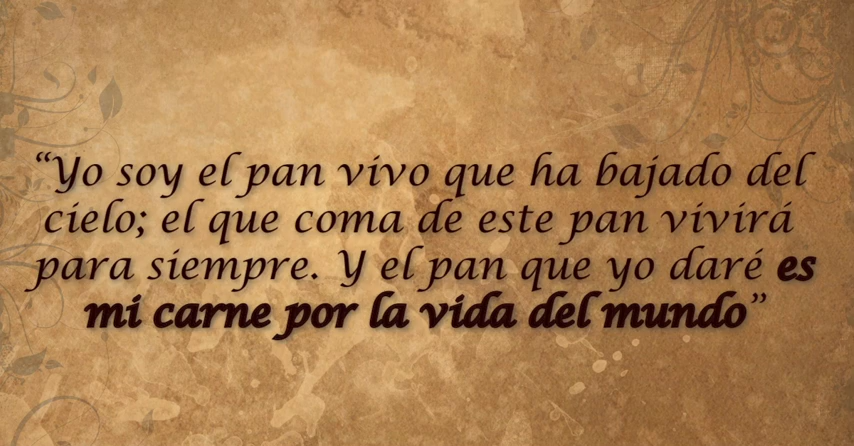 “Yo soy el pan vivo que ha bajado del
cielo; el que coma de este pan vivirá
para siempre. Y el pan que yo daré es
mi carne por la vida del mundo”